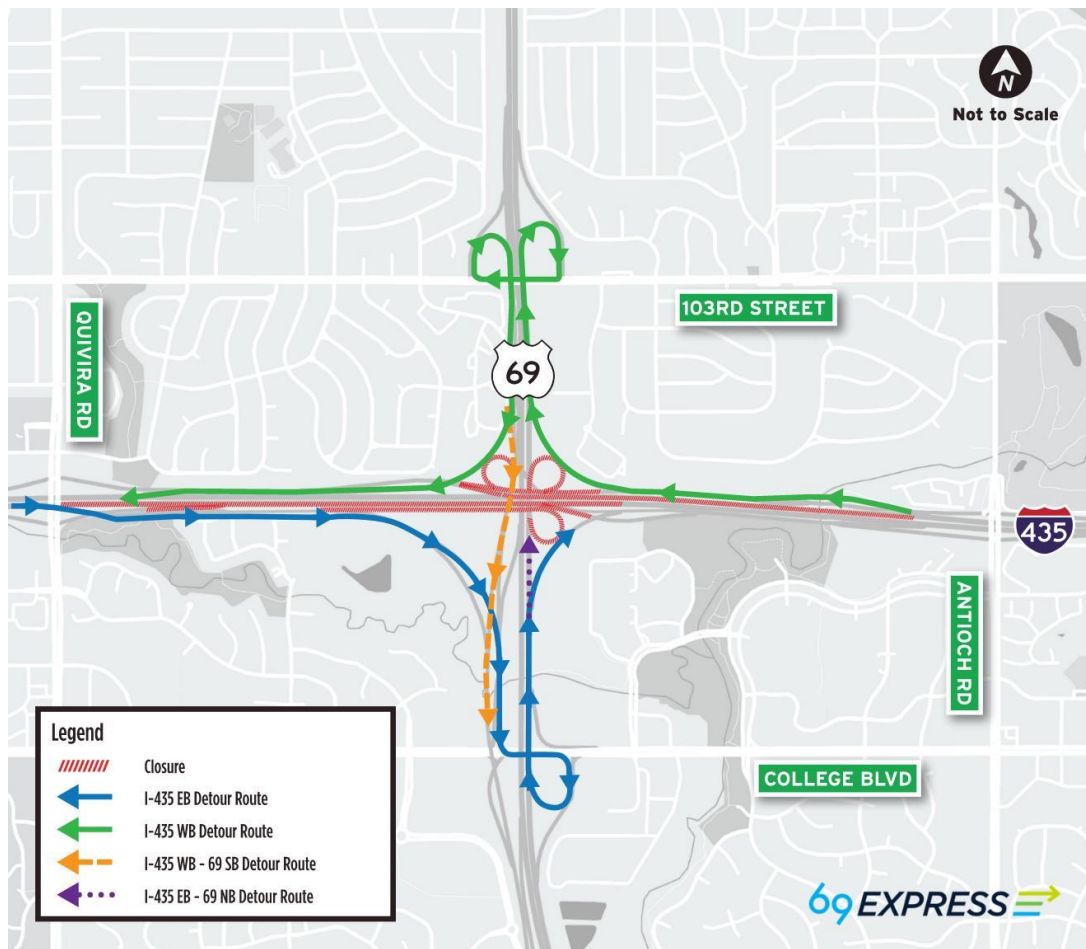 N
Not to Scale
103RD STREET
QUIVIRA RD
69
435
ANTIOCH RD
COLLEGE BLVD
Legend
Closure
I-435 EB Detour Route
I-435 WB Detour Route
I-435 WB - 69 SB Detour Route
I-435 EB - 69 NB Detour Route
69 EXPRESS